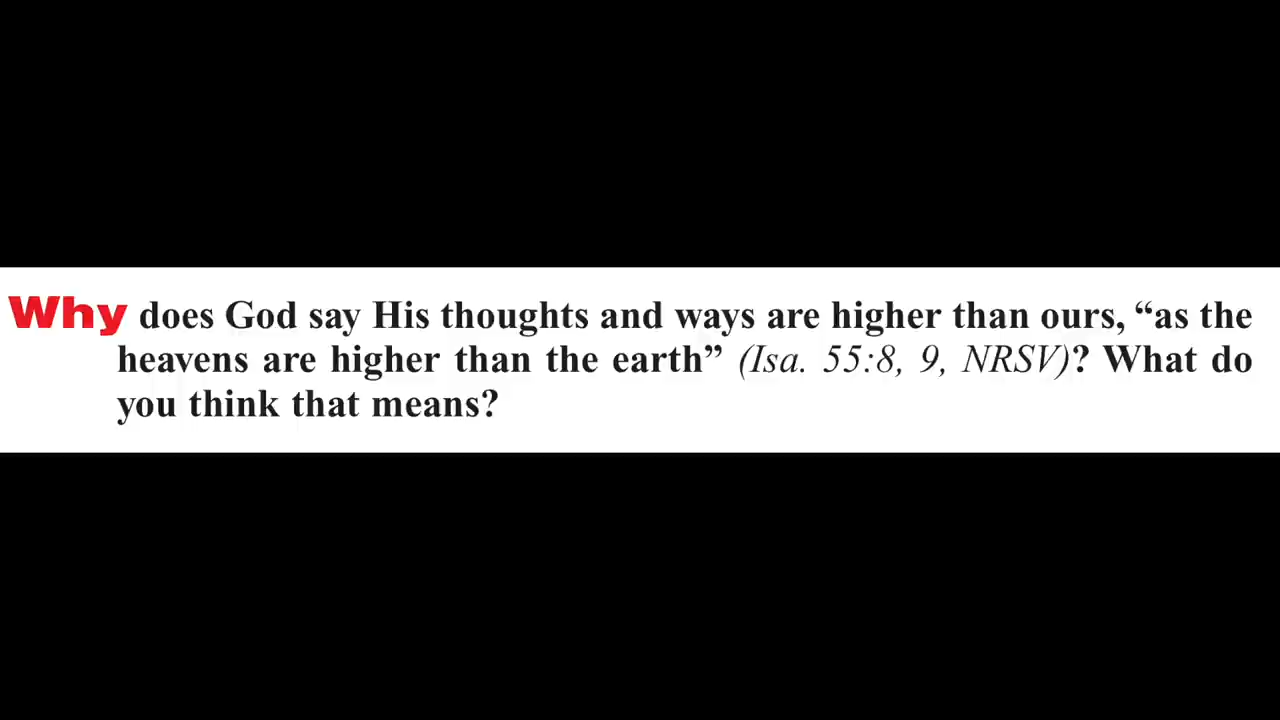 Why does God say His thoughts and ways are higher than ours, “as the
heavens are higher than the earth” (Isa. 55:8, 9, NRSV)? What do
you think that means?